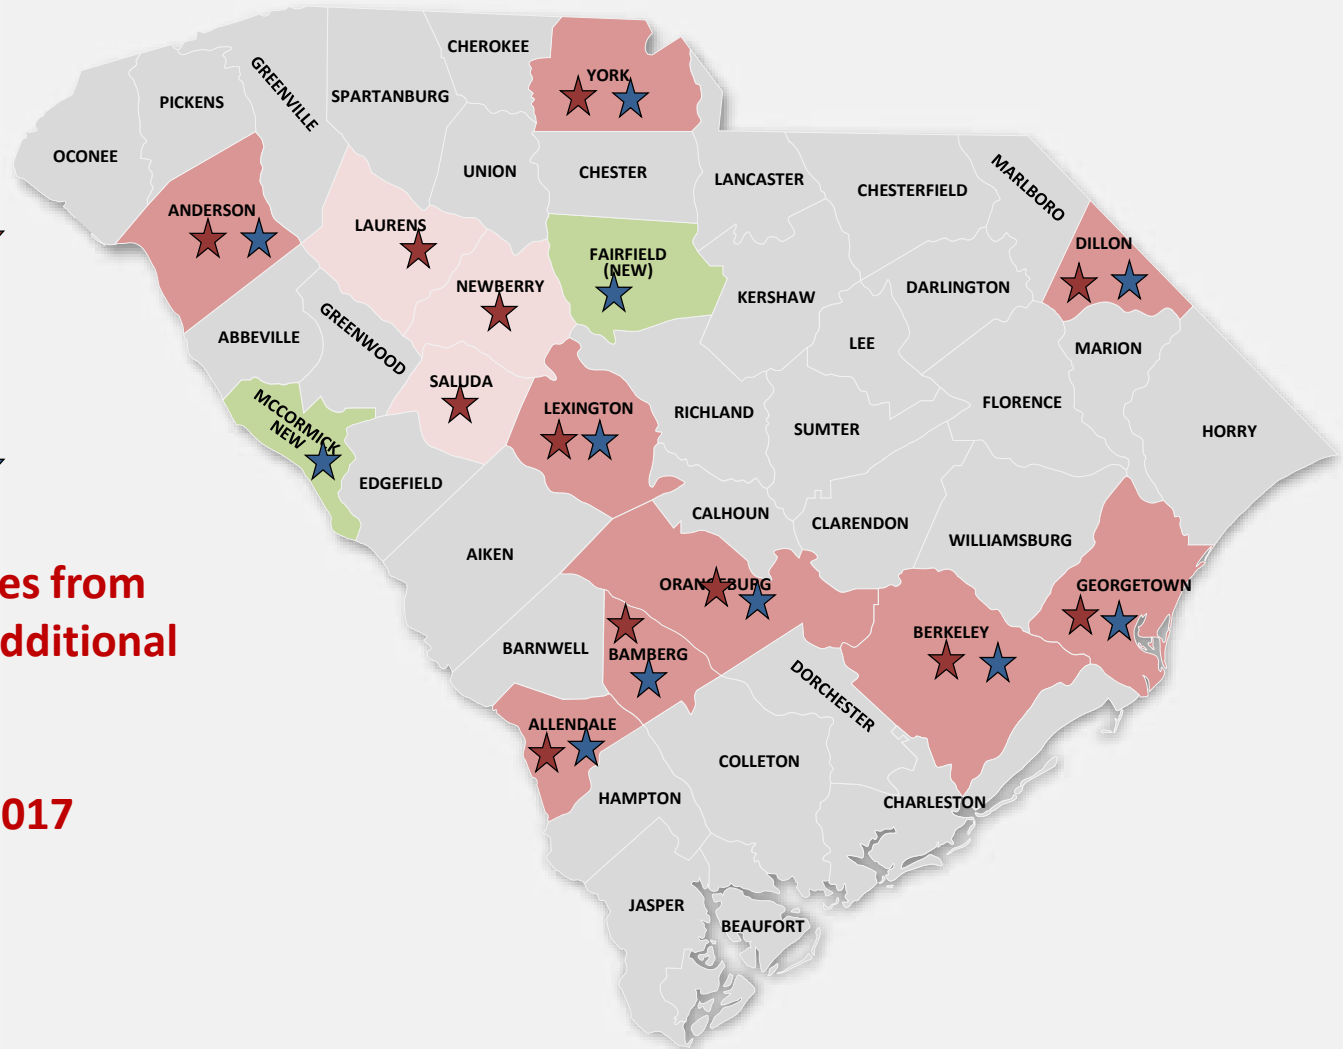 CHEROKEE
YORK
GREENVILLE
SPARTANBURG
PICKENS
OCONEE
UNION
CHESTER
LANCASTER
CHESTERFIELD
MARLBORO
ANDERSON
LAURENS
FAIRFIELD
(NEW)
DILLON
NEWBERRY
KERSHAW
DARLINGTON
ABBEVILLE
GREENWOOD
LEE
MARION
SALUDA
MCCORMICK
NEW
LEXINGTON
RICHLAND
SUMTER
FLORENCE
HORRY
EDGEFIELD
CALHOUN
CLARENDON
WILLIAMSBURG
AIKEN
es from
dditional
ORANGEBURG
GEORGETOWN
BARNWELL
BAMBERG
BERKELEY
DORCHESTER
ALLENDALE
COLLETON
HAMPTON
CHARLESTON
017
JASPER
BEAUFORT